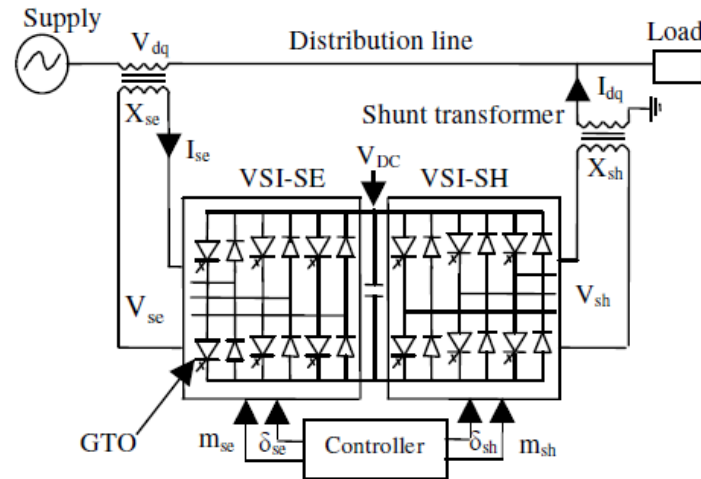 Supply
V_dq
Distribution line
Load
X_se
I_se
Shunt transformer
I_dq
X_sh
VSI-SE
V_DC
VSI-SH
V_se
V_sh
GTO
m_se
δ_se
Controller
δ_sh
m_sh